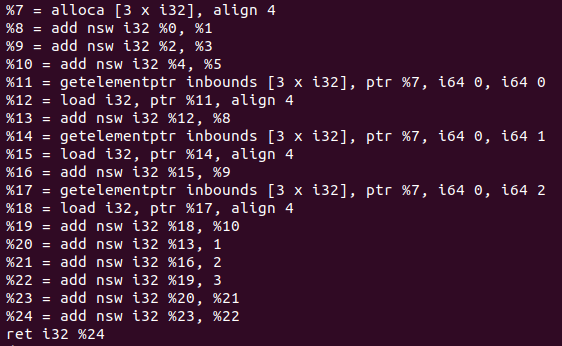 %7 = alloca [3 x i32], align 4
%8 = add nsw i32 %0, %1
%9 = add nsw i32 %2, %3
%10 = add nsw i32 %4, %5
%11 = getelementptr inbounds [3 x i32], ptr %7, i64 0, i64 0
%12 = load i32, ptr %11, align 4
%13 = add nsw i32 %12, %8
%14 = getelementptr inbounds [3 x i32], ptr %7, i64 0, i64 1
%15 = load i32, ptr %14, align 4
%16 = add nsw i32 %15, %9
%17 = getelementptr inbounds [3 x i32], ptr %7, i64 0, i64 2
%18 = load i32, ptr %17, align 4
%19 = add nsw i32 %18, %10
%20 = add nsw i32 %13, 1
%21 = add nsw i32 %16, 2
%22 = add nsw i32 %19, 3
%23 = add nsw i32 %20, %21
%24 = add nsw i32 %23, %22
ret i32 %24